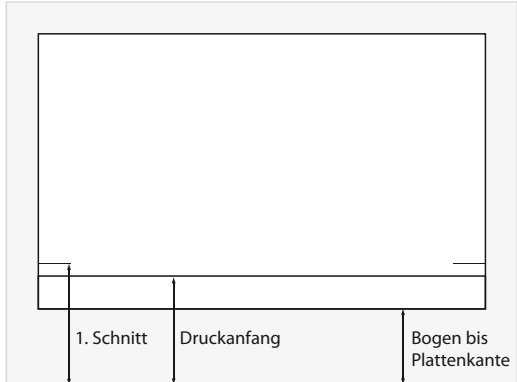 1. Schnitt
Druckanfang
Bogen bis
Plattenkante